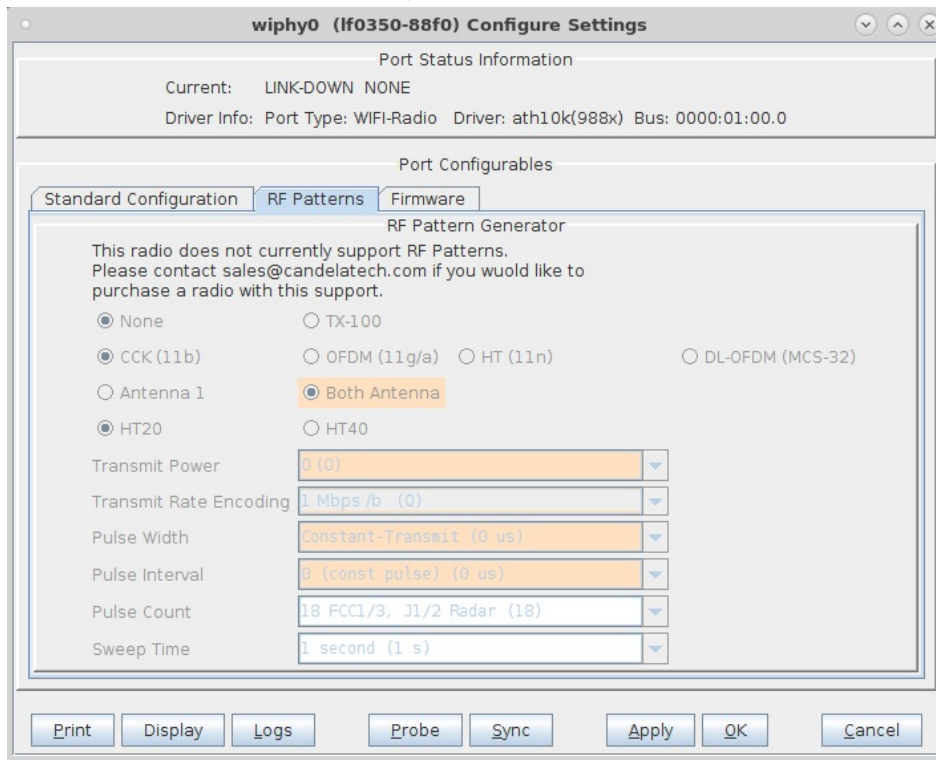 wiphy0 (lf0350-88f0) Configure Settings
Port Status Information
Current: LINK-DOWN NONE
Driver Info: Port Type: WIFI-Radio Driver: ath10k(988x) Bus: 0000:01:00.0
Port Configurables
Standard Configuration RF Patterns Firmware
RF Pattern Generator
This radio does not currently support RF Patterns.
Please contact sales@candelatech.com if you wuold like to
purchase a radio with this support.
None TX-100
CCK (11b) OFDM (11g/a) HT (11n) DL-OFDM (MCS-32)
Antenna 1 Both Antenna
HT20 HT40
Transmit Power 0 (0)
Transmit Rate Encoding 1 Mbps /b (0)
Pulse Width Constant-Transmit (0 us)
Pulse Interval 0 (const pulse) (0 us)
Pulse Count 18 FCC1/3, J1/2 Radar (18)
Sweep Time 1 second (1 s)
Print Display Logs Probe Sync Apply OK Cancel